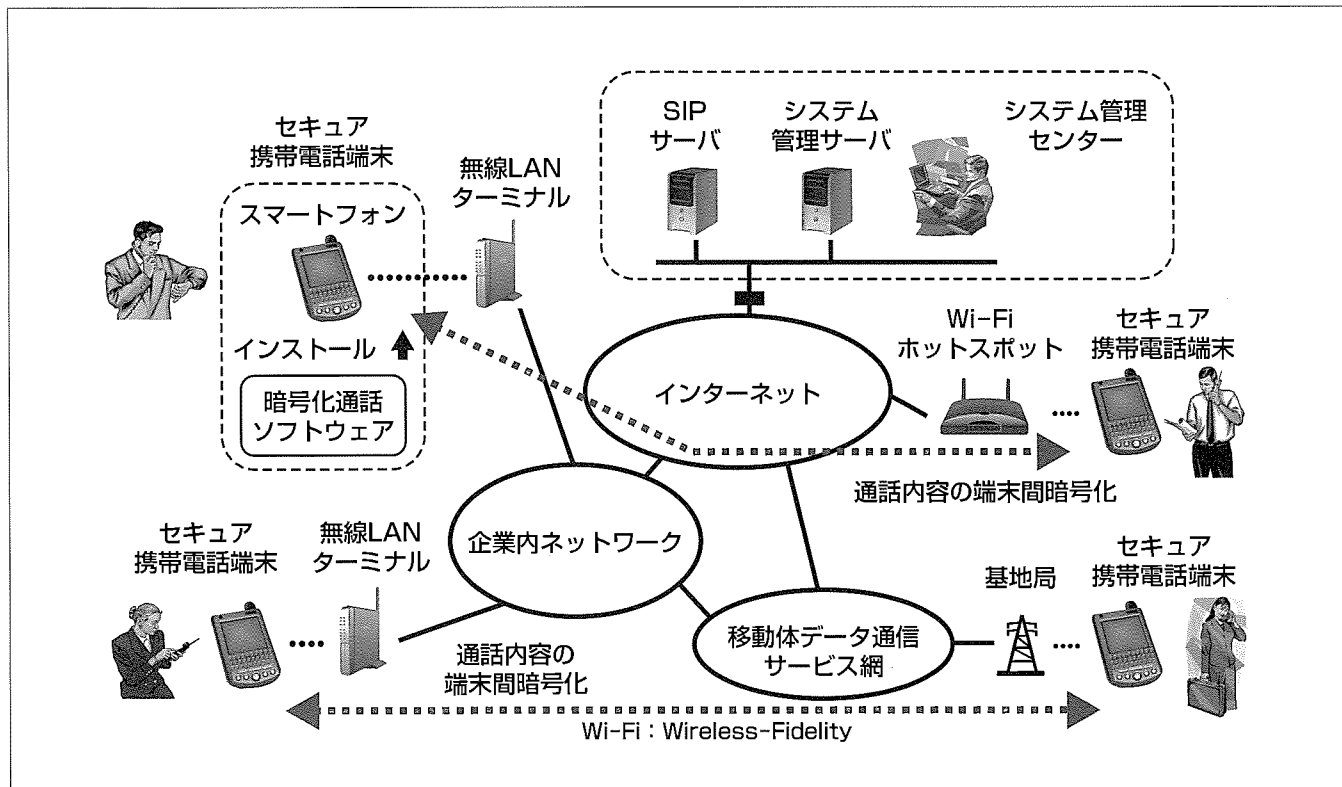 SIP
サーバ
システム
管理サーバ
システム管理
センター
セキュア
携帯電話端末
無線LAN
ターミナル
スマートフォン
インストール
暗号化通話
ソフトウェア
インターネット
Wi-Fi
ホットスポット
セキュア
携帯電話端末
通話内容の端末間暗号化
企業内ネットワーク
セキュア
携帯電話端末
無線LAN
ターミナル
通話内容の
端末間暗号化
移動体データ通信
サービス網
基地局
セキュア
携帯電話端末
Wi-Fi：Wireless-Fidelity